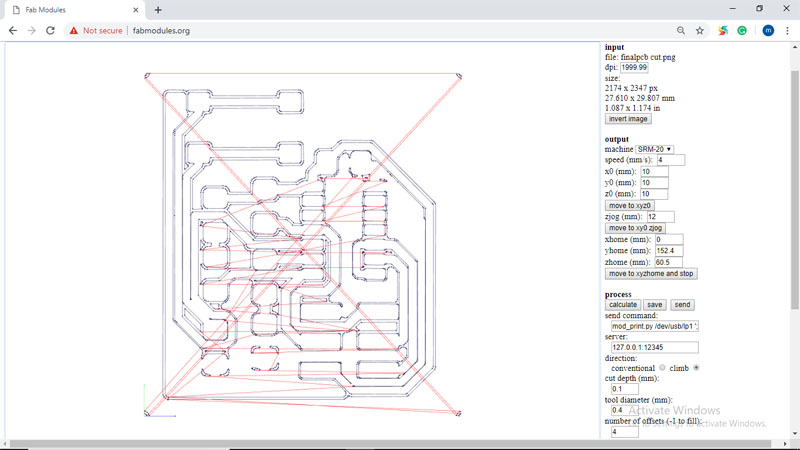 Fab Modules
Not secure | fabmodules.org
m
input
file: finalpcb cut.png
dpi: 1999.99
size:
2174 x 2347 px
27.610 x 29.807 mm
1.087 x 1.174 in
invert image
output
machine SRM-20
speed (mm/s): 4
x0 (mm): 10
y0 (mm): 10
z0 (mm): 10
move to xyz0
zjog (mm): 12
move to xy0 zjog
xhome (mm): 0
yhome (mm): 152.4
zhome (mm): 60.5
move to xyzhome and stop
process
calculate save send
send command:
mod_print.py /dev/usb/lp1 ';
server:
127.0.0.1:12345
direction:
conventional climb
cut depth (mm):
0.1
tool diameter (mm):
0.4
Activate Windows
number of offsets (-1 to fill):
Go to Settings to activate Windows.
4